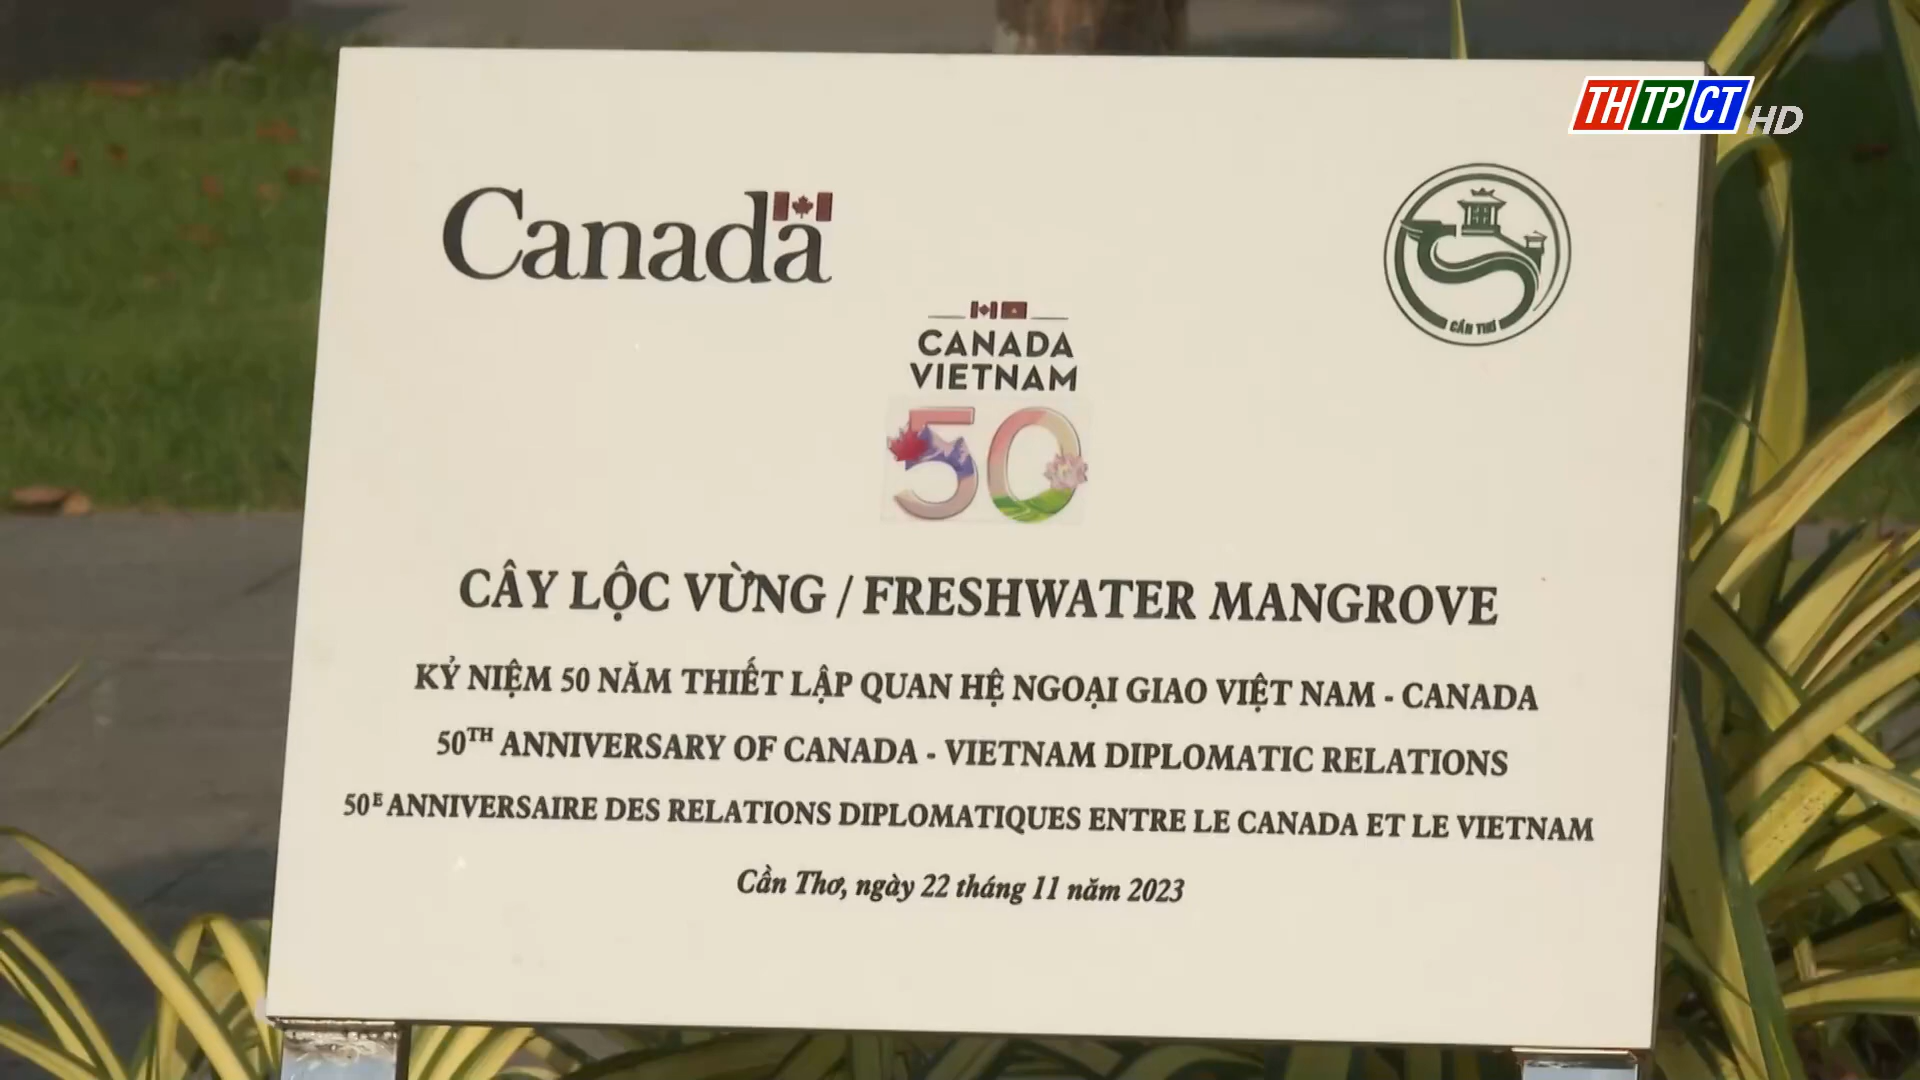 THTPCT HD
Canada
CẦN THƠ
CANADA
VIETNAM
50
CÂY LỘC VỪNG / FRESHWATER MANGROVE
KỶ NIỆM 50 NĂM THIẾT LẬP QUAN HỆ NGOẠI GIAO VIỆT NAM - CANADA
50TH ANNIVERSARY OF CANADA - VIETNAM DIPLOMATIC RELATIONS
50E ANNIVERSAIRE DES RELATIONS DIPLOMATIQUES ENTRE LE CANADA ET LE VIETNAM
Cần Thơ, ngày 22 tháng 11 năm 2023